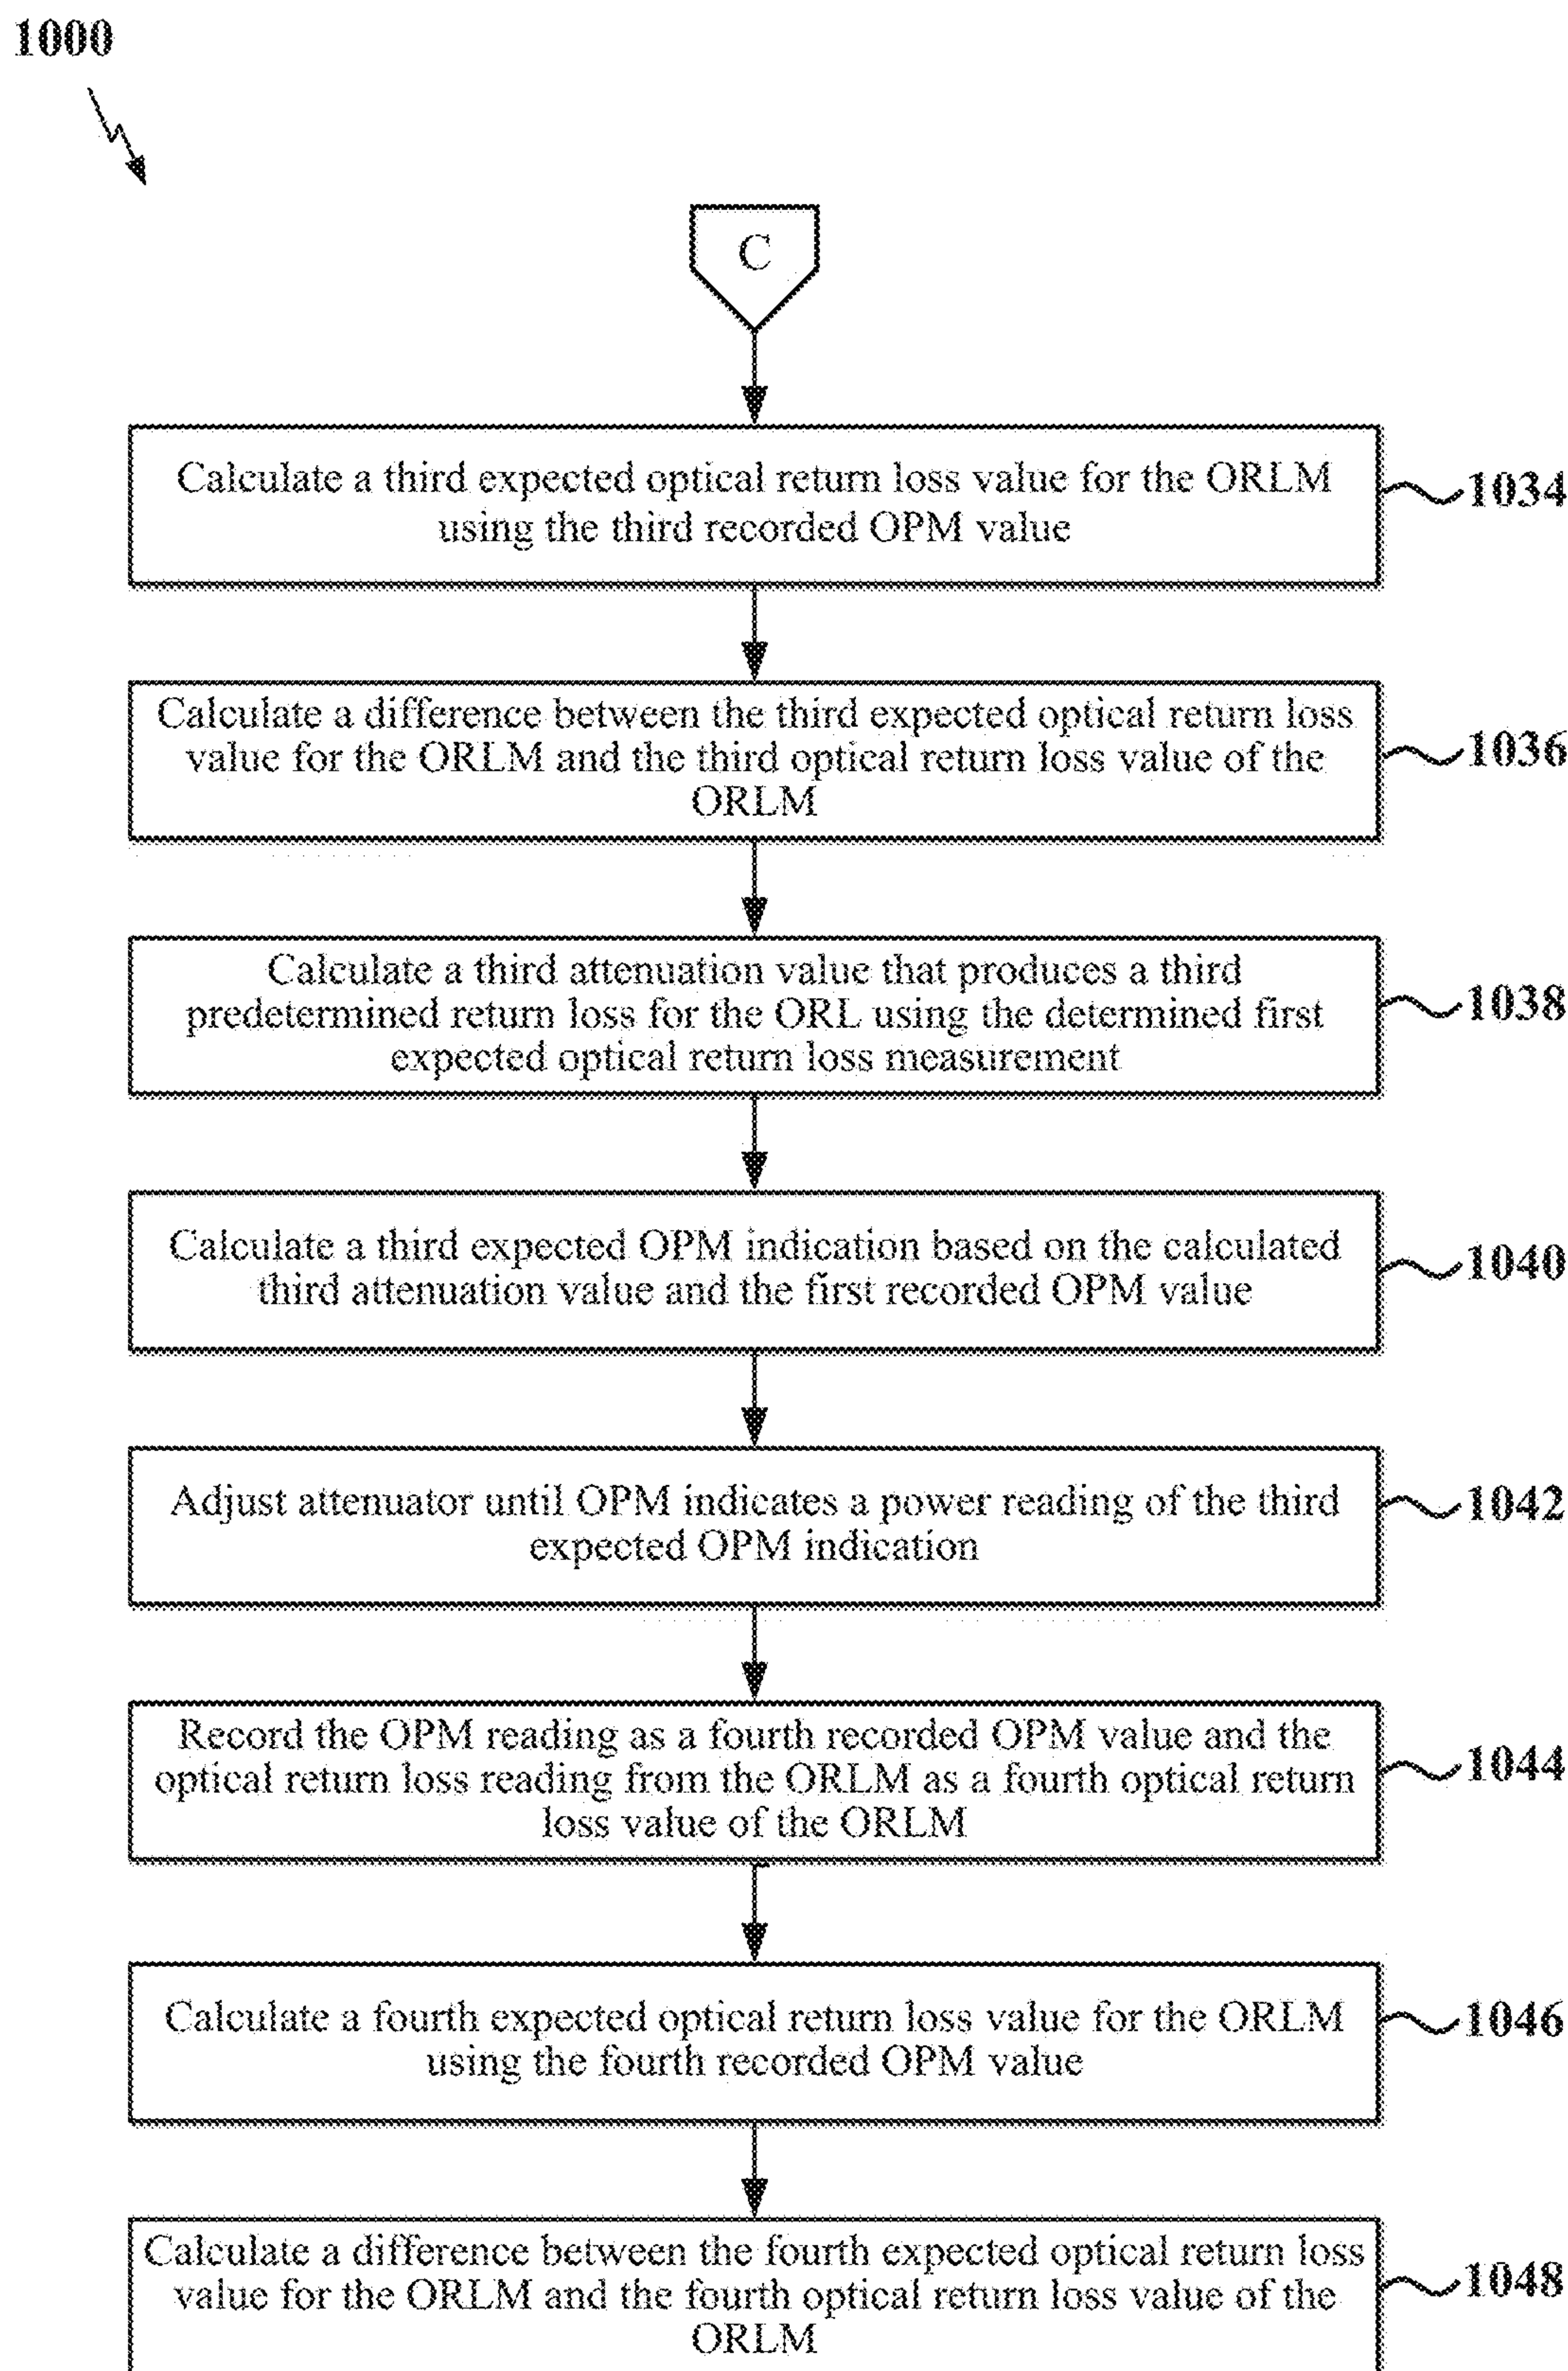 1000
C
Calculate a third expected optical return loss value for the ORLM
using the third recorded OPM value
1034
Calculate a difference between the third expected optical return loss
value for the ORLM and the third optical return loss value of the
ORLM
1036
Calculate a third attenuation value that produces a third
predetermined return loss for the ORL using the determined first
expected optical return loss measurement
1038
Calculate a third expected OPM indication based on the calculated
third attenuation value and the first recorded OPM value
1040
Adjust attenuator until OPM indicates a power reading of the third
expected OPM indication
1042
Record the OPM reading as a fourth recorded OPM value and the
optical return loss reading from the ORLM as a fourth optical return
loss value of the ORLM
1044
Calculate a fourth expected optical return loss value for the ORLM
using the fourth recorded OPM value
1046
Calculate a difference between the fourth expected optical return loss
value for the ORLM and the fourth optical return loss value of the
ORLM
1048